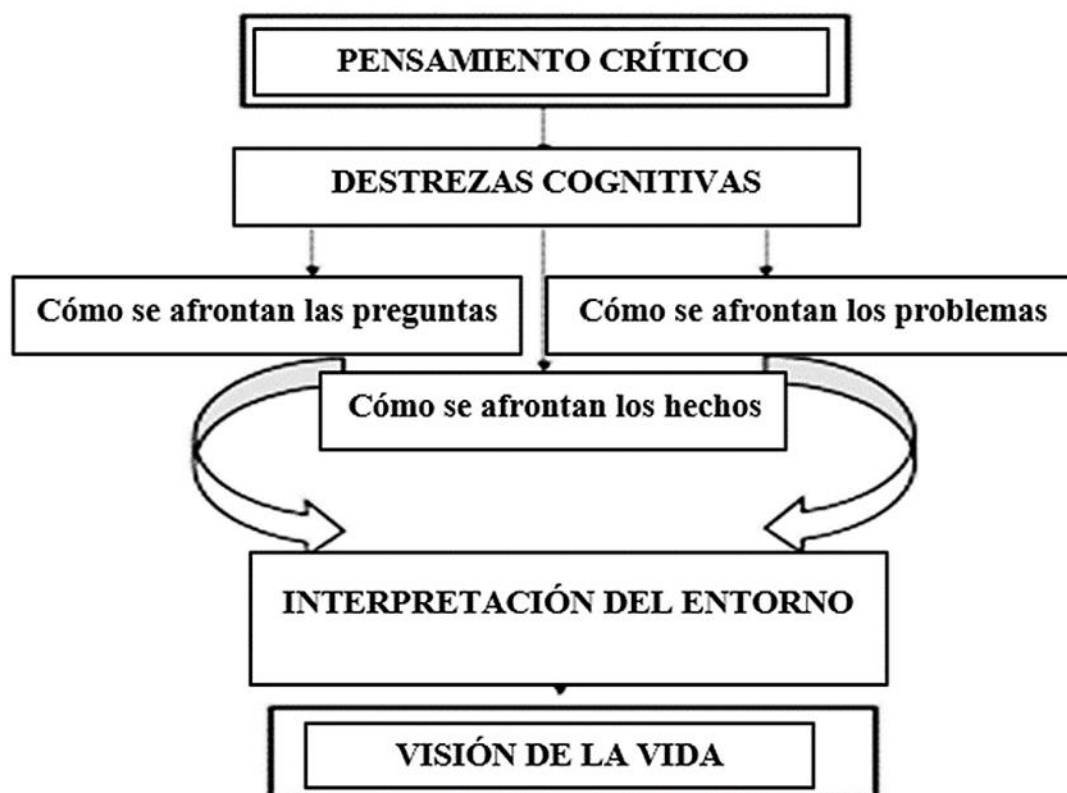 PENSAMIENTO CRÍTICO
DESTREZAS COGNITIVAS
Cómo se afrontan las preguntas
Cómo se afrontan los problemas
Cómo se afrontan los hechos
INTERPRETACIÓN DEL ENTORNO
VISIÓN DE LA VIDA